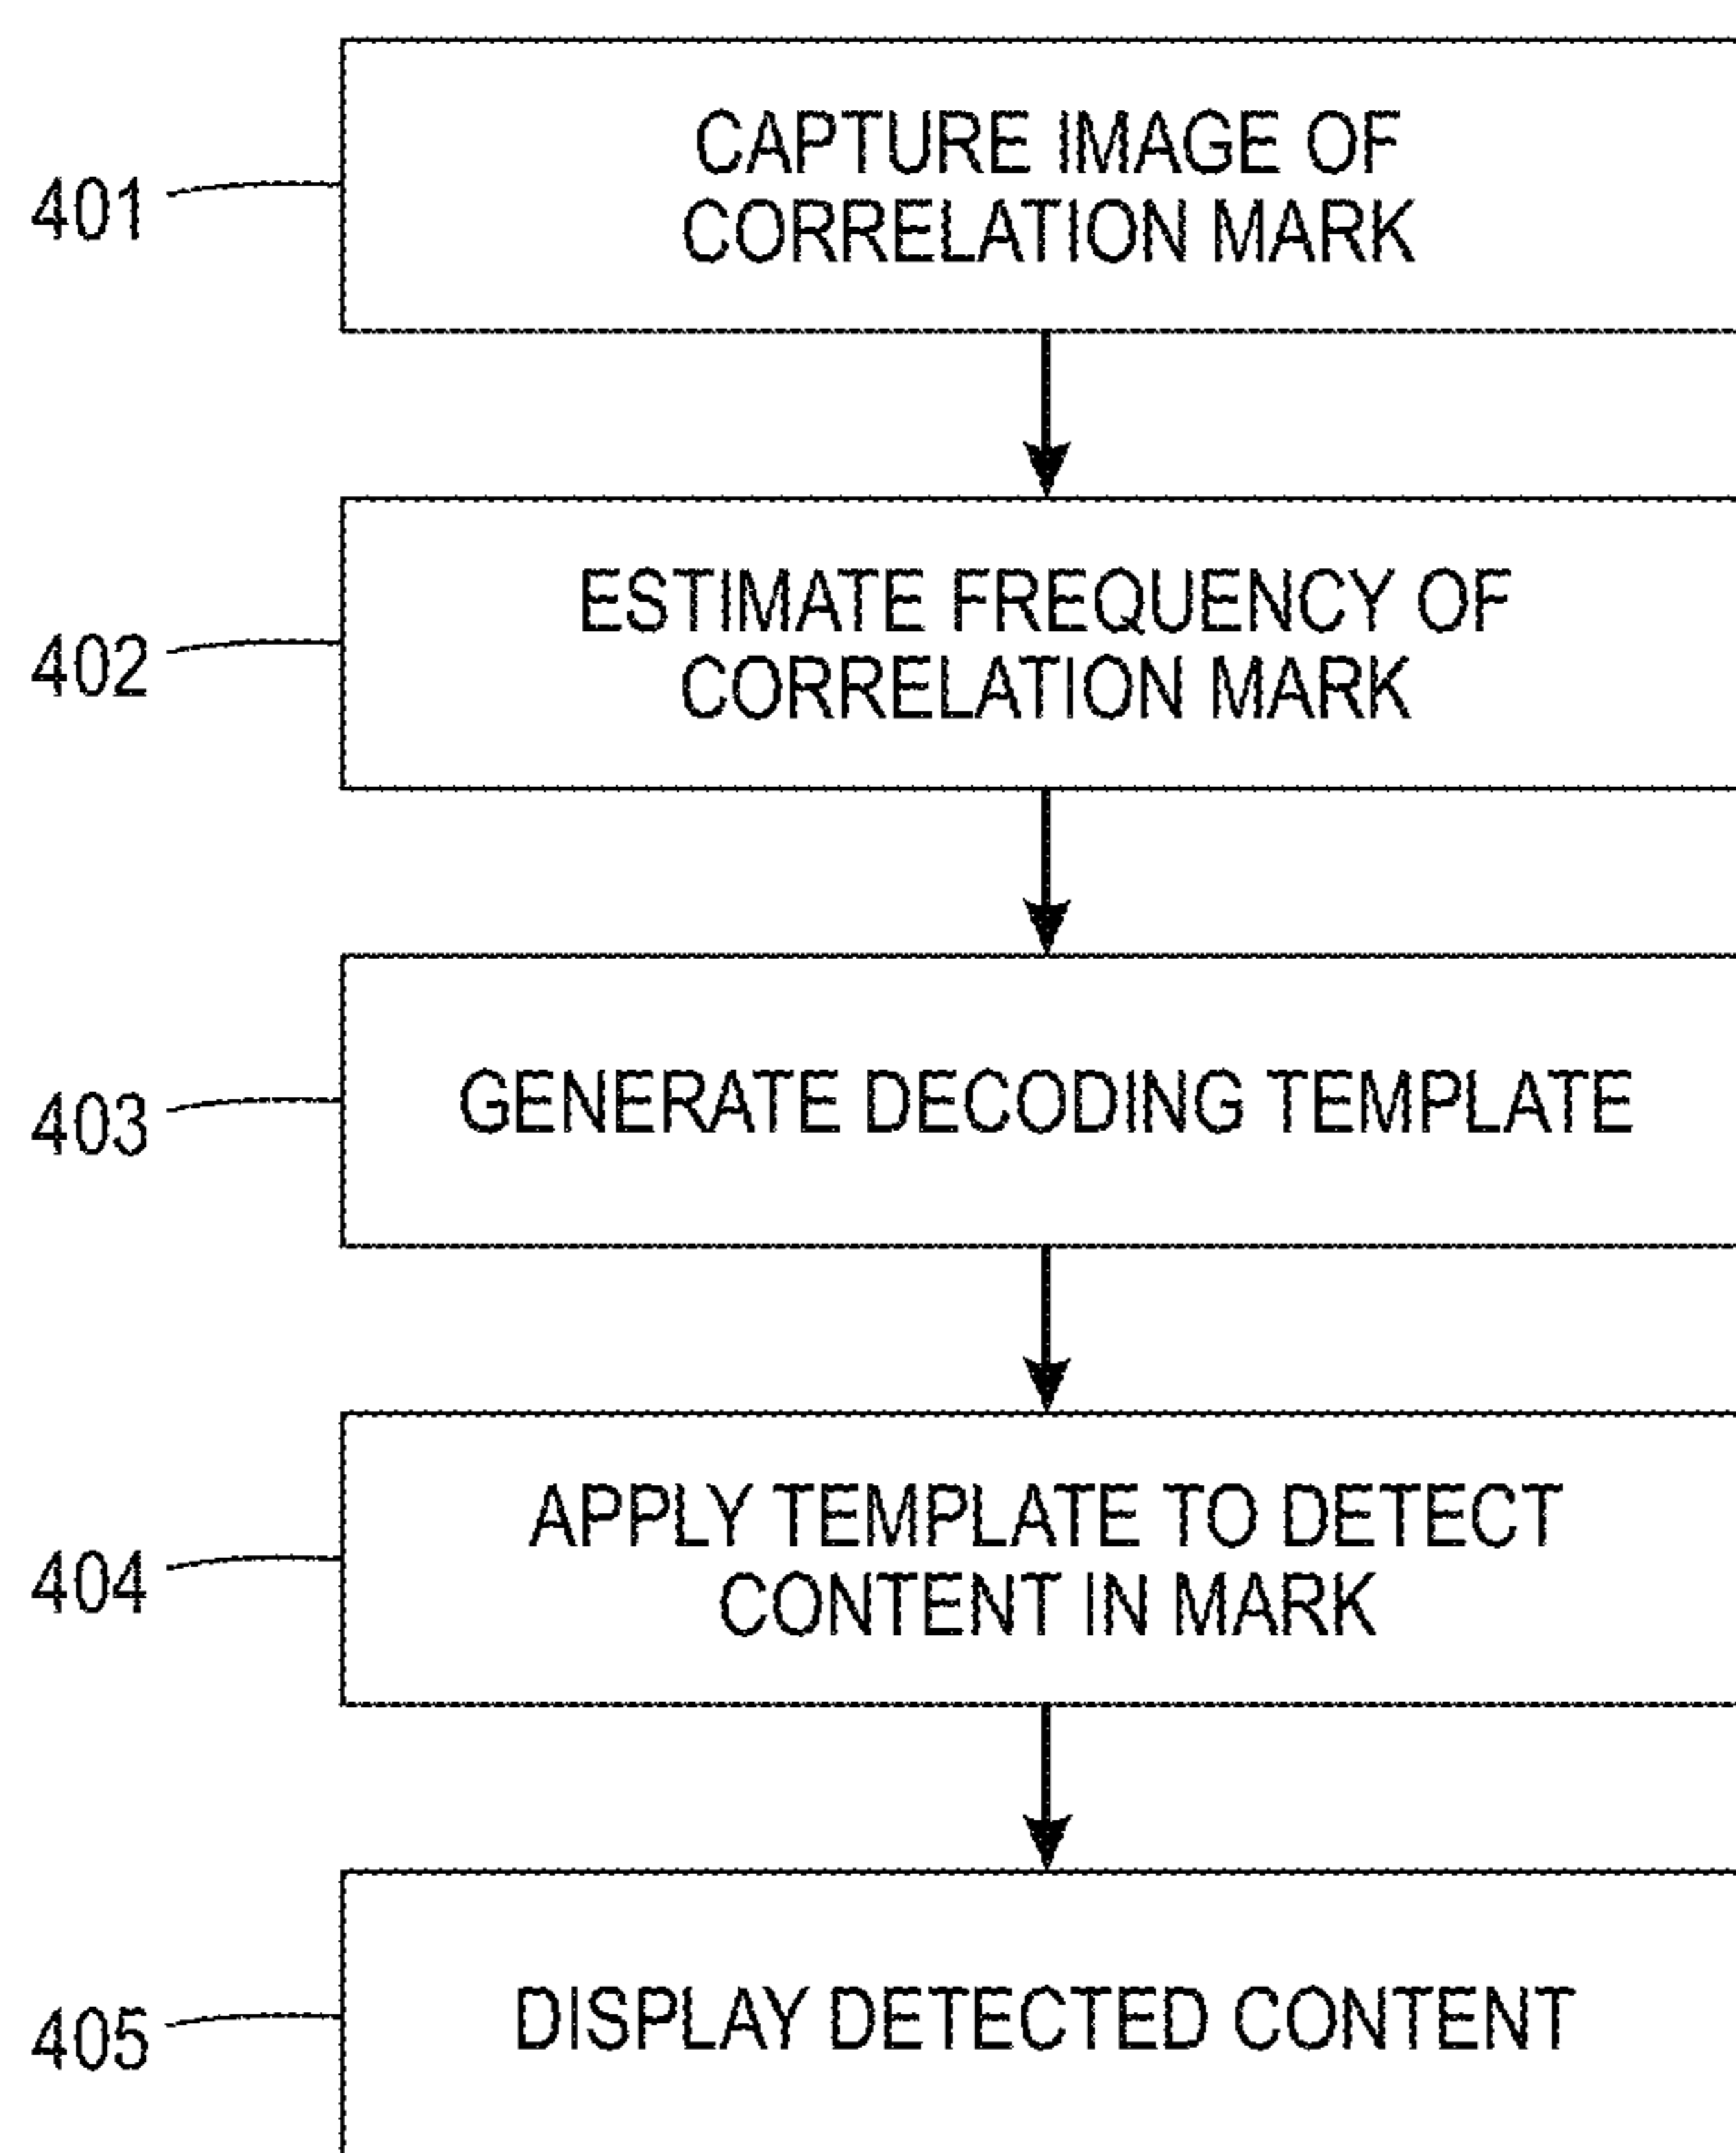 401
CAPTURE IMAGE OF
CORRELATION MARK
402
ESTIMATE FREQUENCY OF
CORRELATION MARK
403
GENERATE DECODING TEMPLATE
404
APPLY TEMPLATE TO DETECT
CONTENT IN MARK
405
DISPLAY DETECTED CONTENT